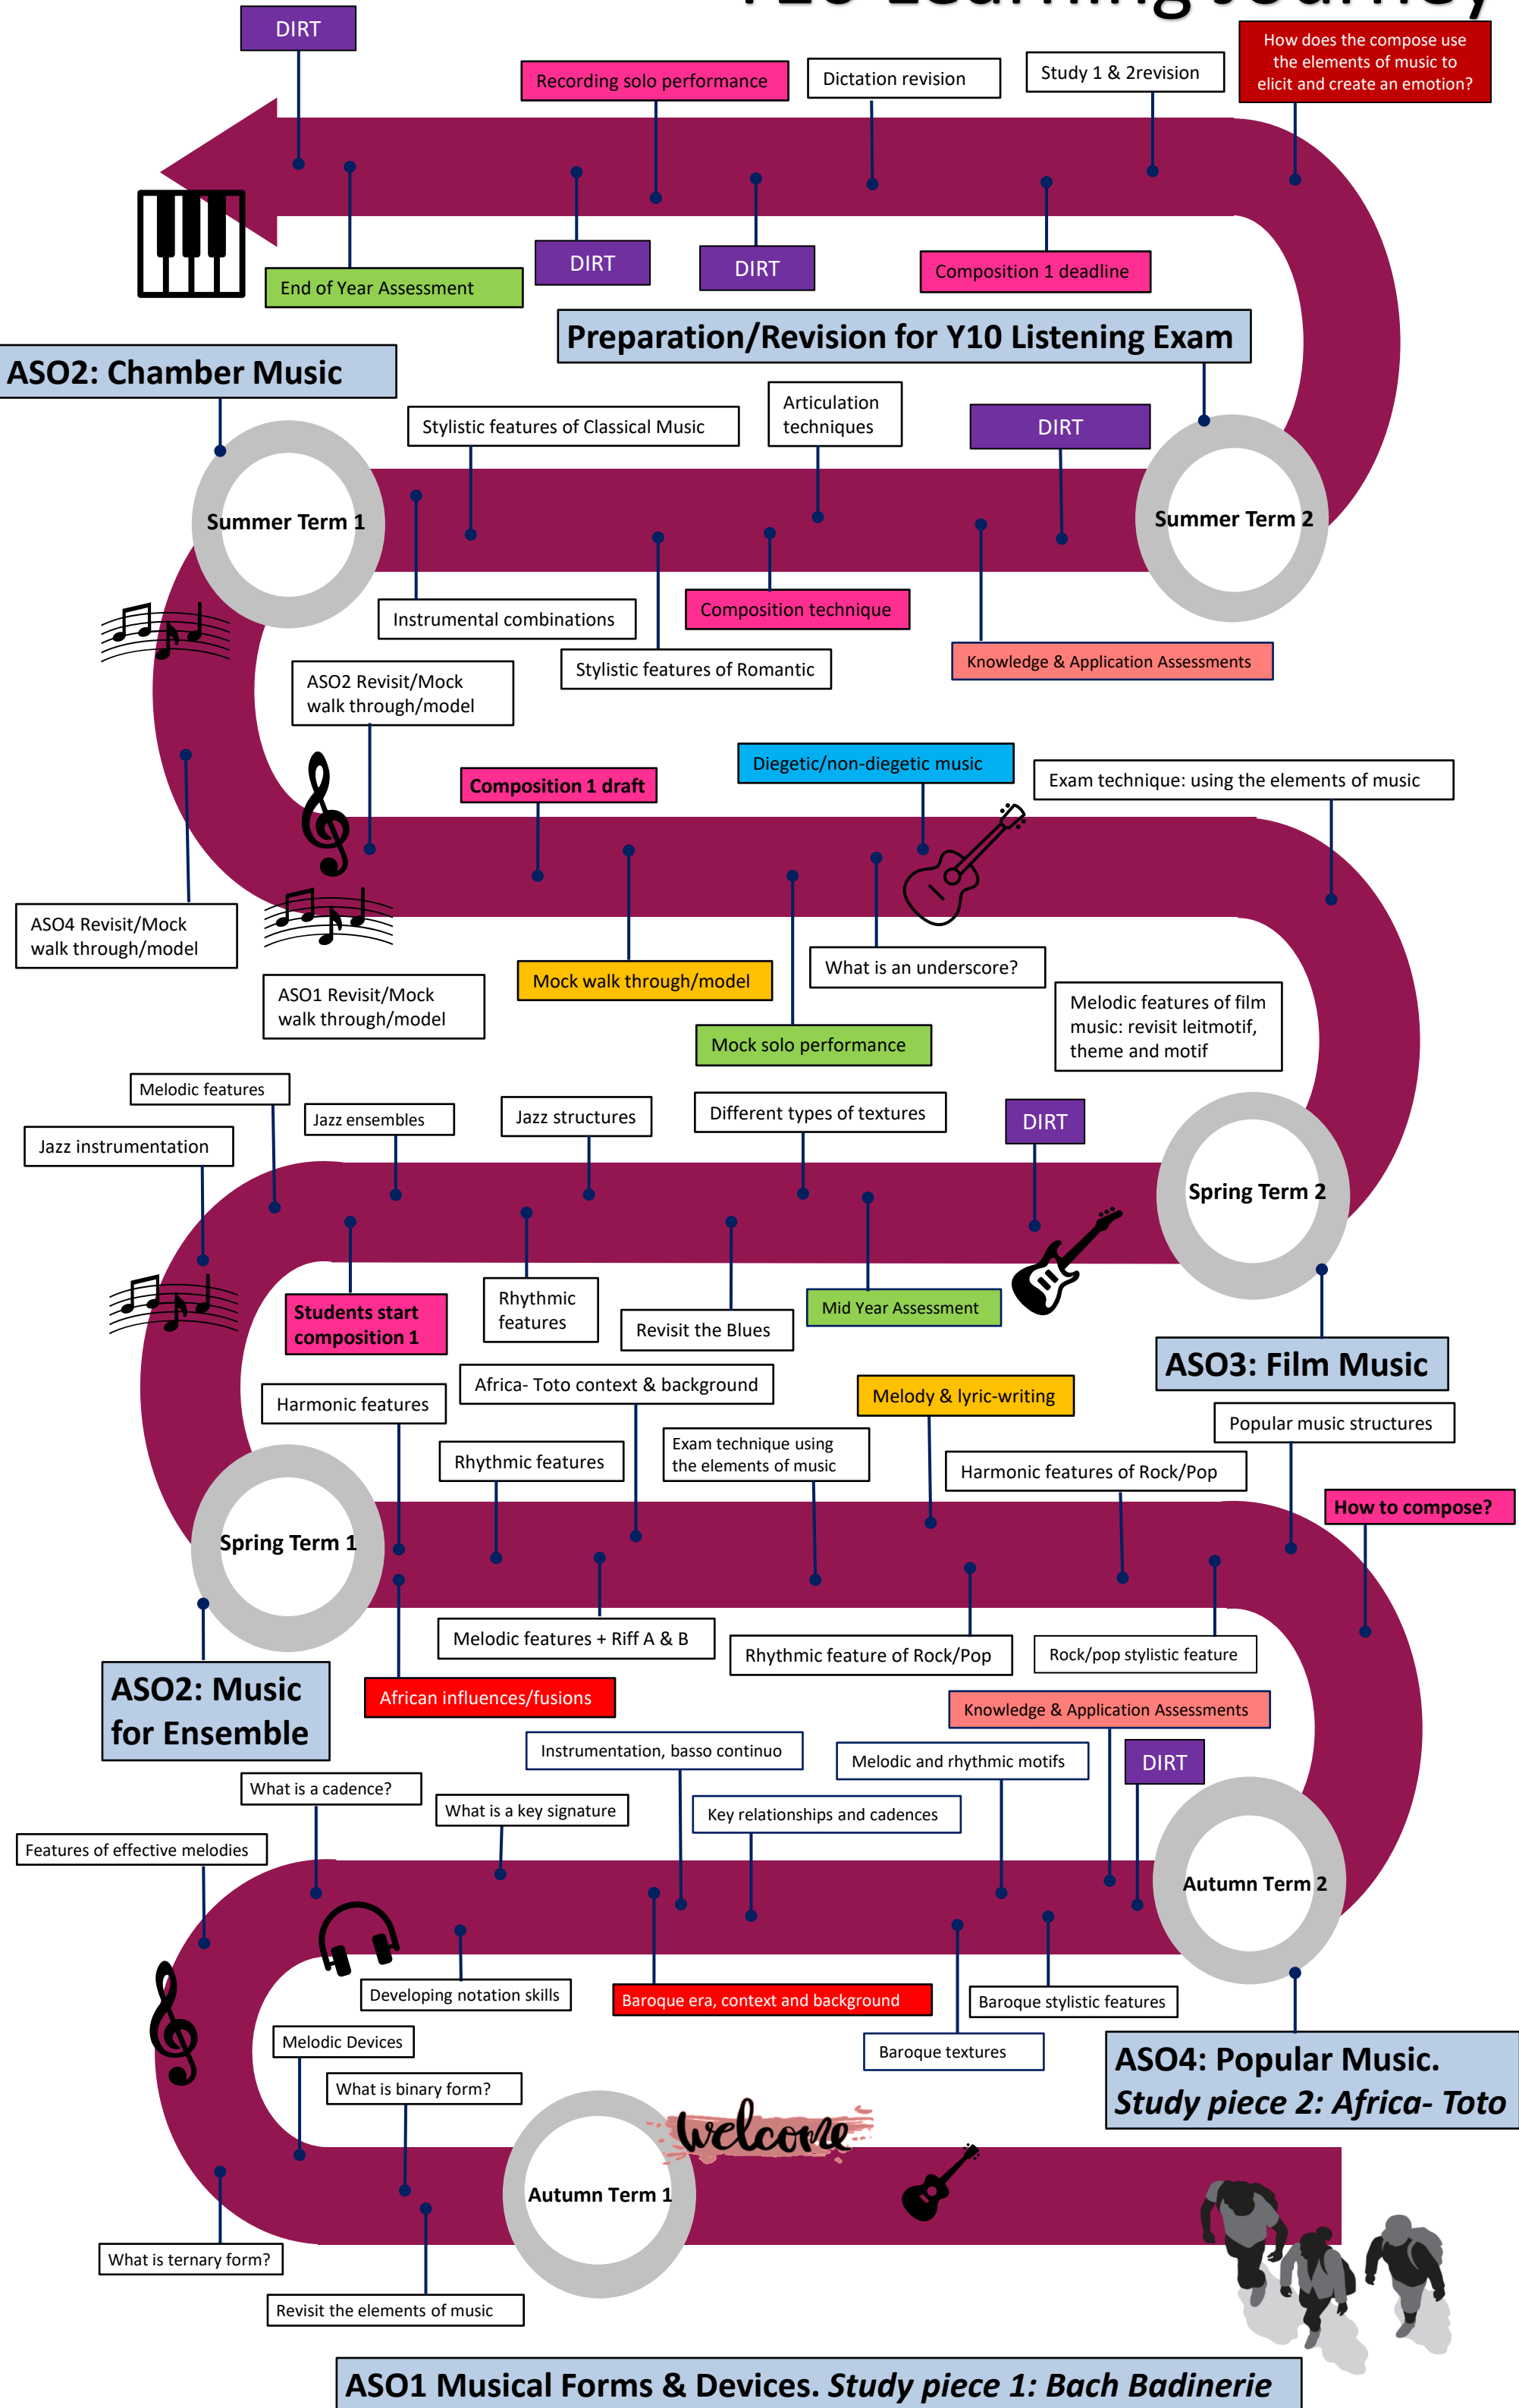 Y10 Learning Journey
DIRT
Recording solo performance
Dictation revision
Study 1 & 2revision
How does the compose use
the elements of music to
elicit and create an emotion?
End of Year Assessment
DIRT
DIRT
Composition 1 deadline
Preparation/Revision for Y10 Listening Exam
ASO2: Chamber Music
Stylistic features of Classical Music
Articulation
techniques
DIRT
Summer Term 1
Summer Term 2
Instrumental combinations
Composition technique
Stylistic features of Romantic
Knowledge & Application Assessments
ASO2 Revisit/Mock
walk through/model
Composition 1 draft
Diegetic/non-diegetic music
Exam technique: using the elements of music
ASO4 Revisit/Mock
walk through/model
ASO1 Revisit/Mock
walk through/model
Mock walk through/model
What is an underscore?
Mock solo performance
Melodic features of film
music: revisit leitmotif,
theme and motif
Melodic features
Jazz ensembles
Jazz structures
Different types of textures
DIRT
Jazz instrumentation
Spring Term 2
Students start
composition 1
Rhythmic
features
Revisit the Blues
Mid Year Assessment
ASO3: Film Music
Harmonic features
Africa- Toto context & background
Melody & lyric-writing
Popular music structures
Rhythmic features
Exam technique using
the elements of music
Harmonic features of Rock/Pop
How to compose?
Spring Term 1
Melodic features + Riff A & B
Rhythmic feature of Rock/Pop
Rock/pop stylistic feature
ASO2: Music
for Ensemble
African influences/fusions
Knowledge & Application Assessments
Instrumentation, basso continuo
Melodic and rhythmic motifs
DIRT
What is a cadence?
What is a key signature
Key relationships and cadences
Features of effective melodies
Autumn Term 2
Developing notation skills
Baroque era, context and background
Baroque stylistic features
Melodic Devices
Baroque textures
ASO4: Popular Music.
Study piece 2: Africa- Toto
What is binary form?
welcome
Autumn Term 1
What is ternary form?
Revisit the elements of music
ASO1 Musical Forms & Devices. Study piece 1: Bach Badinerie